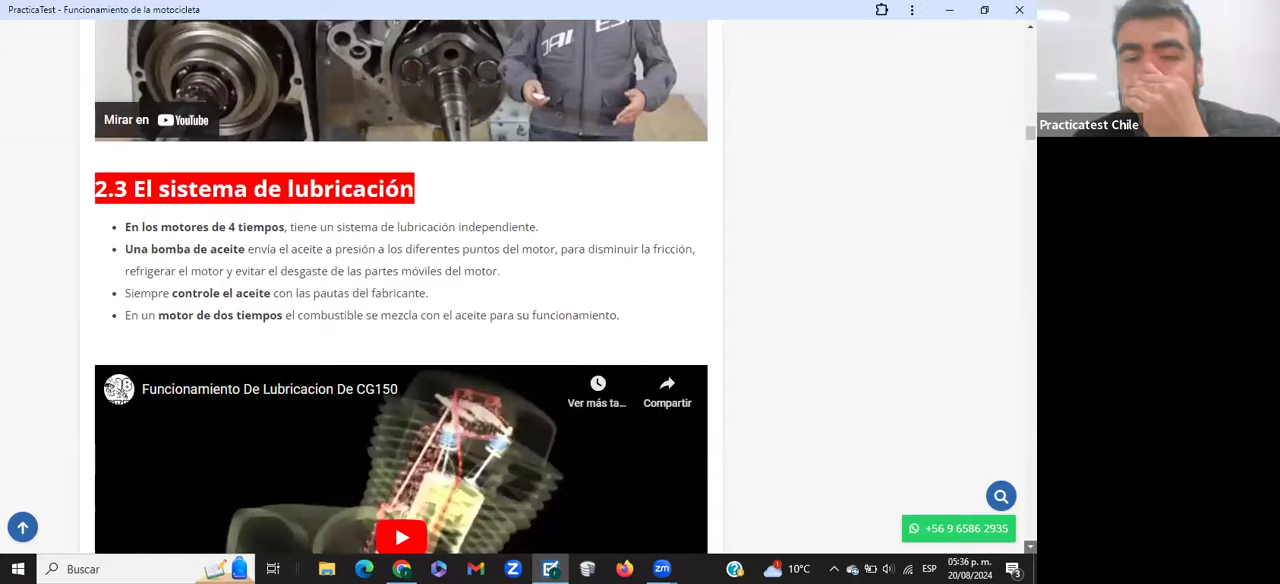 PracticaTest - Funcionamiento de la motocicleta
Mirar en YouTube
Practicatest Chile
2.3 El sistema de lubricación
En los motores de 4 tiempos, tiene un sistema de lubricación independiente.
Una bomba de aceite envía el aceite a presión a los diferentes puntos del motor, para disminuir la fricción,
refrigerar el motor y evitar el desgaste de las partes móviles del motor.
Siempre controle el aceite con las pautas del fabricante.
En un motor de dos tiempos el combustible se mezcla con el aceite para su funcionamiento.
Funcionamiento De Lubricacion De CG150
Ver más ta...
Compartir
+56 9 6586 2935
Buscar
10°C
ESP
05:36 p. m.
20/08/2024
3